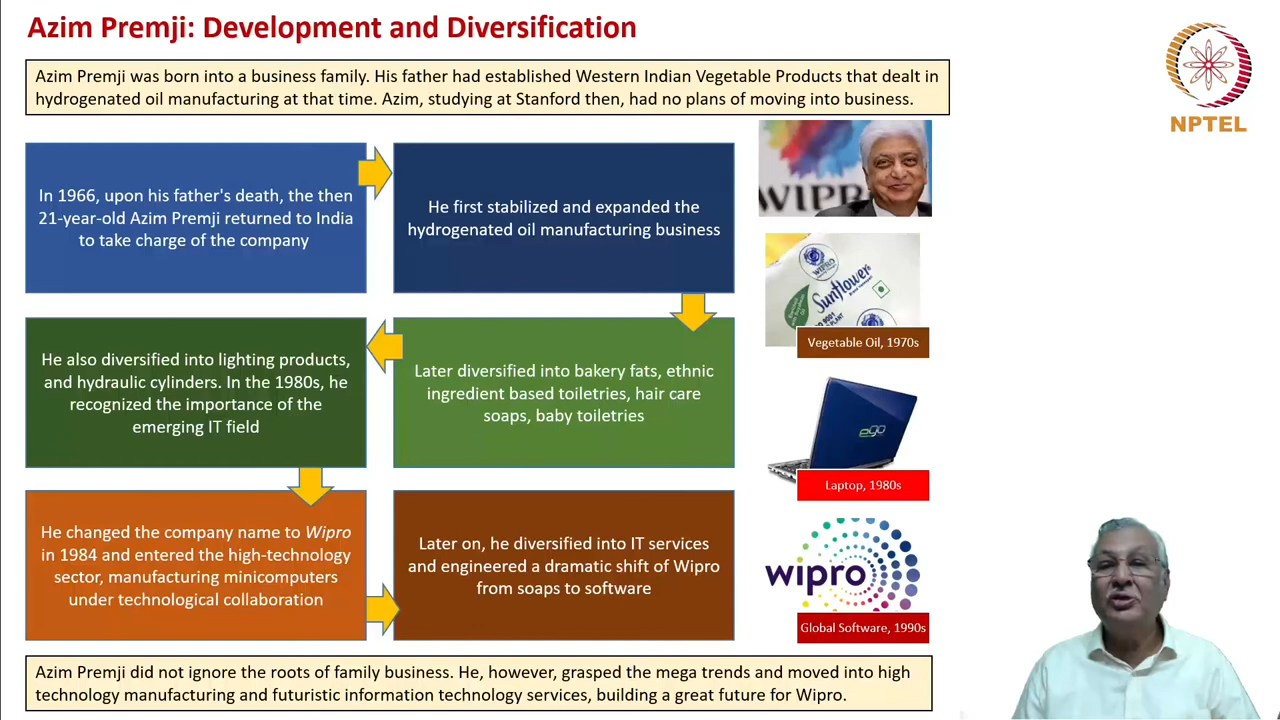 Azim Premji: Development and Diversification
NPTEL
Azim Premji was born into a business family. His father had established Western Indian Vegetable Products that dealt in
hydrogenated oil manufacturing at that time. Azim, studying at Stanford then, had no plans of moving into business.
In 1966, upon his father's death, the then
21-year-old Azim Premji returned to India
to take charge of the company
He first stabilized and expanded the
hydrogenated oil manufacturing business
Later diversified into bakery fats, ethnic
ingredient based toiletries, hair care
soaps, baby toiletries
He also diversified into lighting products,
and hydraulic cylinders. In the 1980s, he
recognized the importance of the
emerging IT field
He changed the company name to Wipro
in 1984 and entered the high-technology
sector, manufacturing minicomputers
under technological collaboration
Later on, he diversified into IT services
and engineered a dramatic shift of Wipro
from soaps to software
WIPR
WIPRO
Sunflower
Vegetable Oil, 1970s
ego
Laptop, 1980s
wipro
Global Software, 1990s
Azim Premji did not ignore the roots of family business. He, however, grasped the mega trends and moved into high
technology manufacturing and futuristic information technology services, building a great future for Wipro.